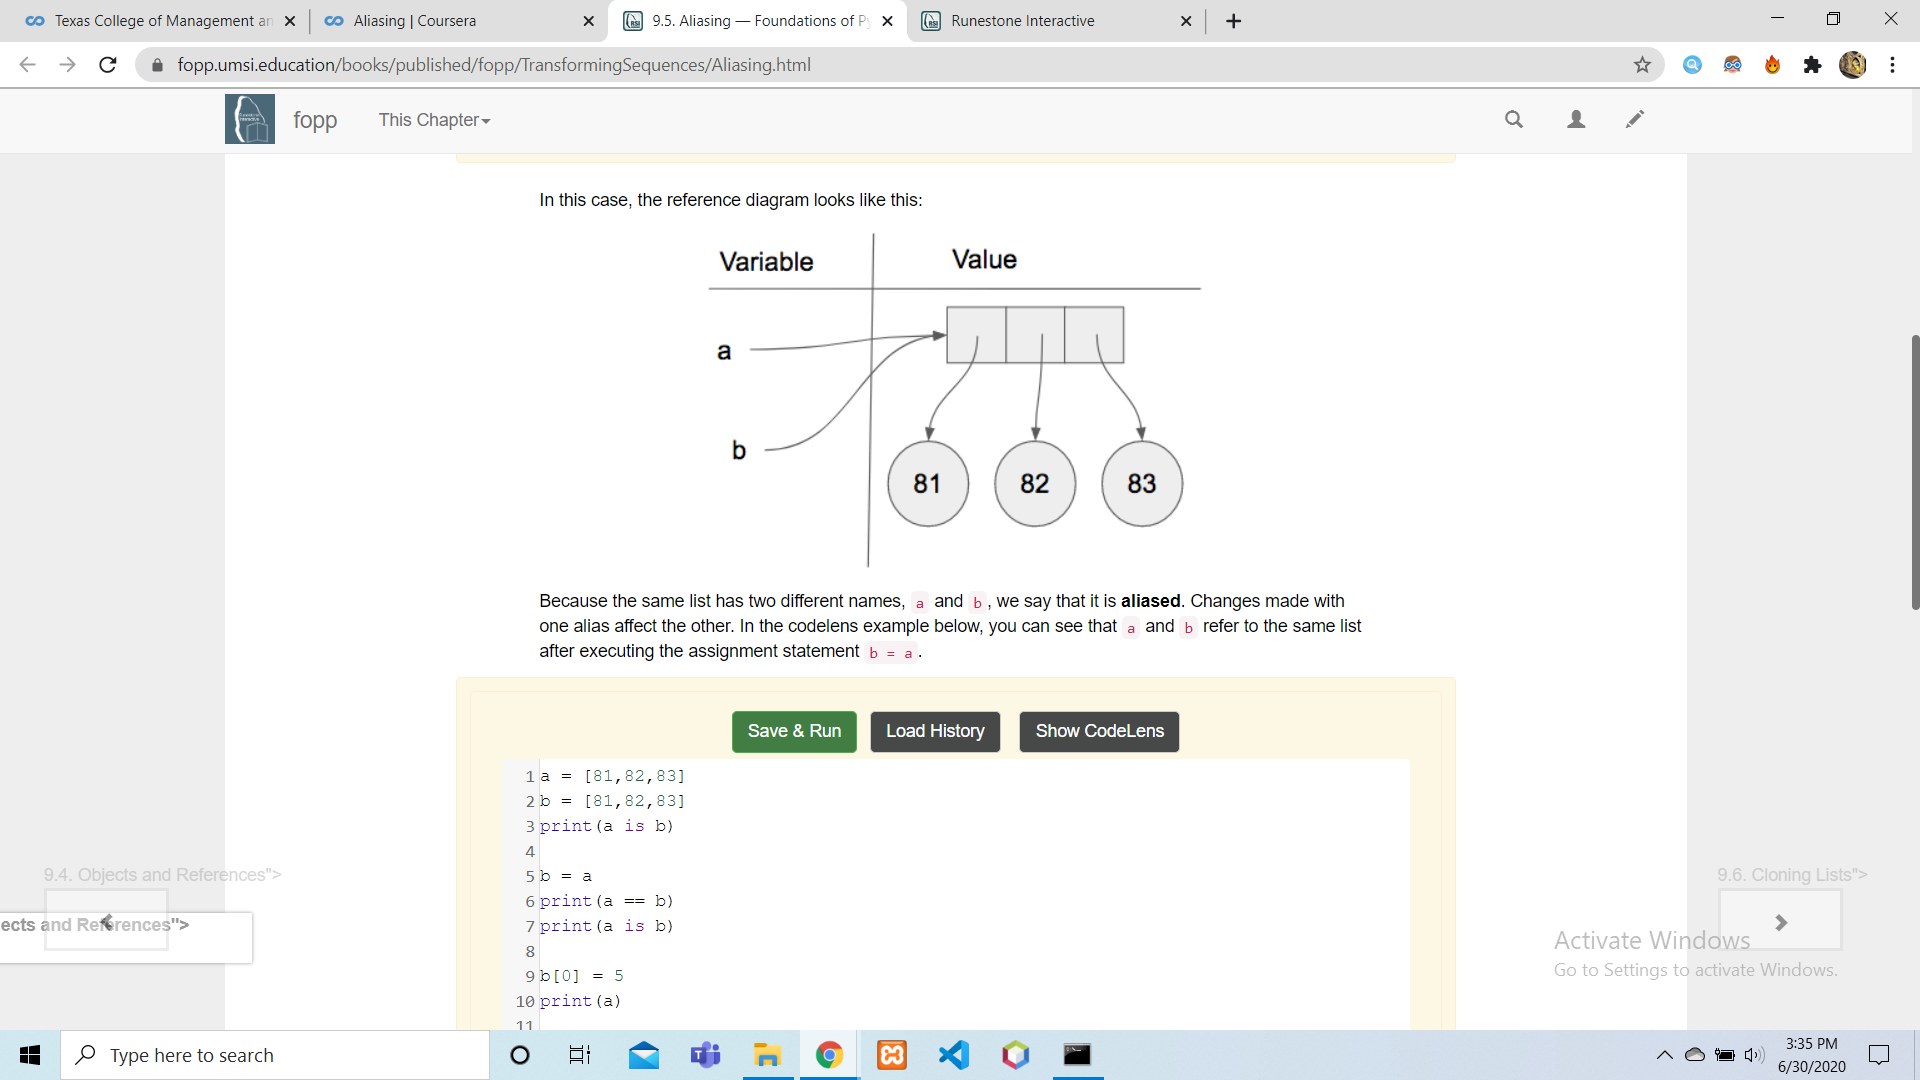 Texas College of Management an
Aliasing | Coursera
9.5. Aliasing — Foundations of Py
Runestone Interactive
fopp.umsi.education/books/published/fopp/TransformingSequences/Aliasing.html
fopp
This Chapter
In this case, the reference diagram looks like this:
Variable
Value
a
b
81
82
83
Because the same list has two different names, a and b, we say that it is aliased. Changes made with
one alias affect the other. In the codelens example below, you can see that a and b refer to the same list
after executing the assignment statement b = a.
Save & Run
Load History
Show CodeLens
1 a = [81,82,83]
2 b = [81,82,83]
3 print(a is b)
4
5 b = a
6 print(a == b)
7 print(a is b)
8
9 b[0] = 5
10 print(a)
11
9.4. Objects and References">
ects and References">
9.6. Cloning Lists">
Activate Windows
Go to Settings to activate Windows.
Type here to search
3:35 PM
6/30/2020